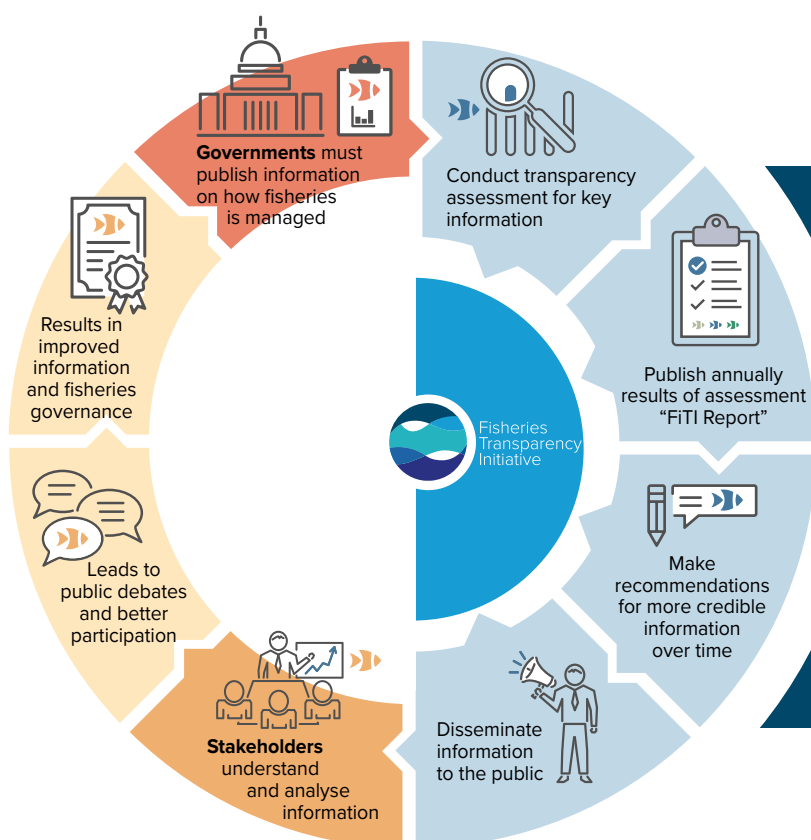 Governments must
publish information
on how fisheries
is managed
Conduct transparency
assessment for key
information
Publish annually
results of assessment
“FiTI Report”
Make
recommendations
for more credible
information
over time
Disseminate
information
to the public
Stakeholders
understand
and analyse
information
Leads to
public debates
and better
participation
Results in
improved
information
and fisheries
governance
Fisheries
Transparency
Initiative